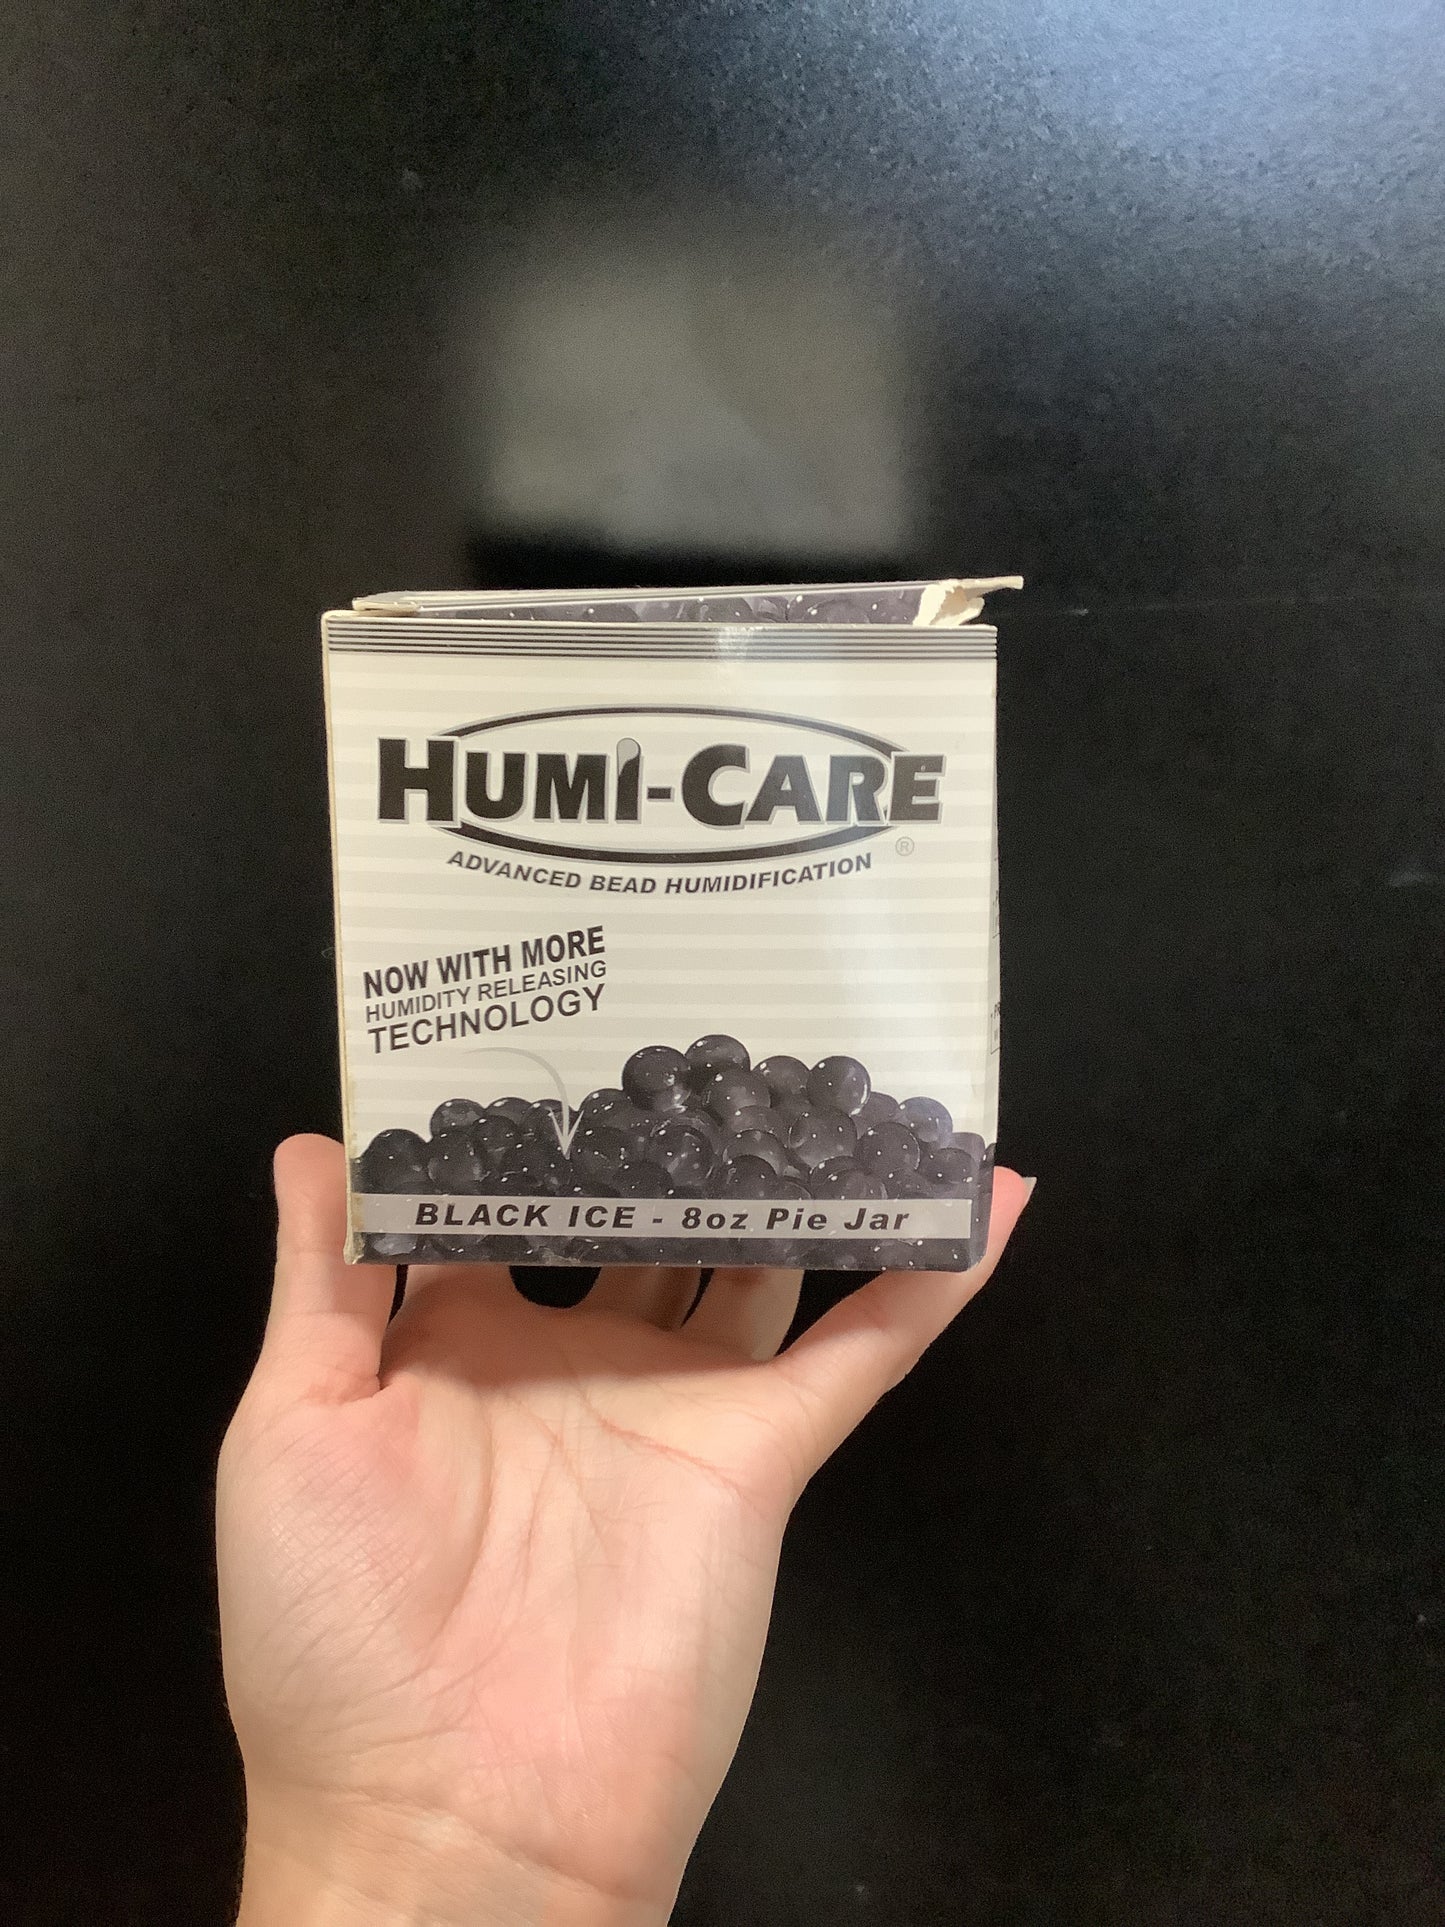 HUMI-CARE
®
ADVANCED BEAD HUMIDIFICATION
NOW WITH MORE
HUMIDITY RELEASING
TECHNOLOGY
BLACK ICE - 8oz Pie Jar